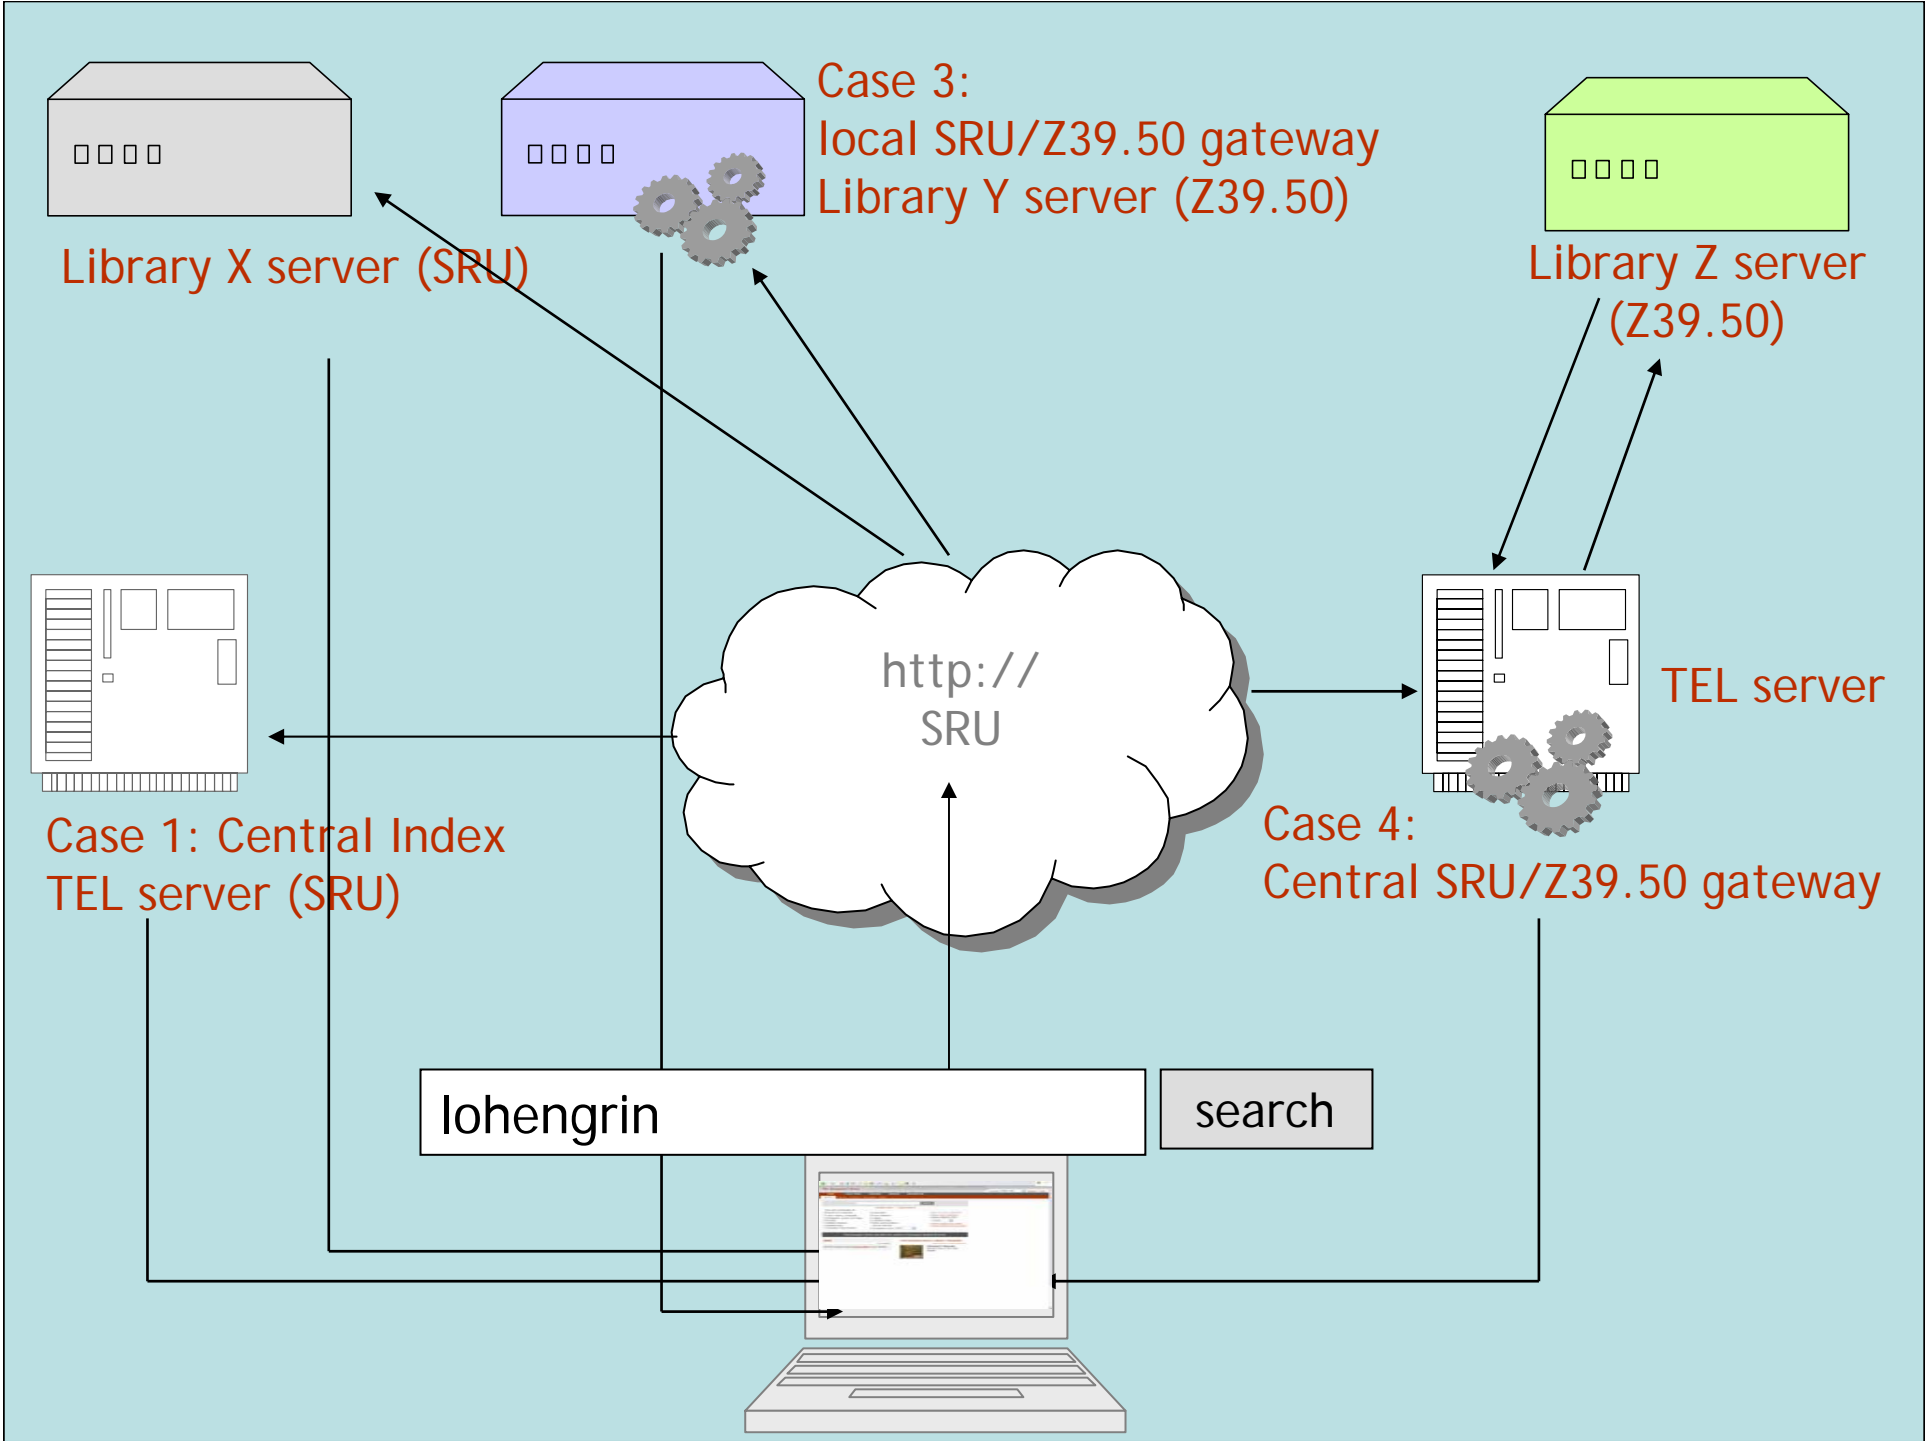 Case 3:
local SRU/Z39.50 gateway
Library Y server (Z39.50)
Library X server (SRU)
Library Z server
(Z39.50)
http://
SRU
TEL server
Case 1: Central Index
TEL server (SRU)
Case 4:
Central SRU/Z39.50 gateway
lohengrin
search